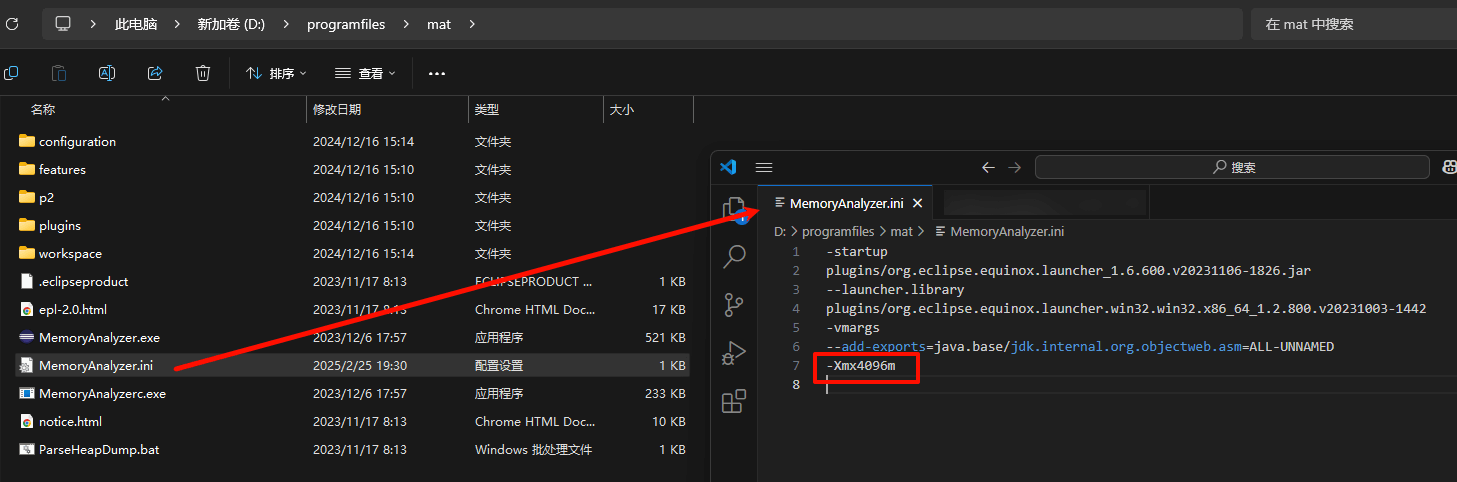 此电脑 > 新加卷 (D:) > programfiles > mat >
在 mat 中搜索
排序
查看
名称 修改日期 类型 大小
configuration 2024/12/16 15:14 文件夹
features 2024/12/16 15:10 文件夹
p2 2024/12/16 15:10 文件夹
plugins 2024/12/16 15:10 文件夹
workspace 2024/12/16 15:14 文件夹
.eclipseproduct 2023/11/17 8:13 ECLIPSEPRODUCT ... 1 KB
epl-2.0.html 2023/11/17 8:13 Chrome HTML Doc... 17 KB
MemoryAnalyzer.exe 2023/12/6 17:57 应用程序 521 KB
MemoryAnalyzer.ini 2025/2/25 19:30 配置设置 1 KB
MemoryAnalyzerc.exe 2023/12/6 17:57 应用程序 233 KB
notice.html 2023/11/17 8:13 Chrome HTML Doc... 10 KB
ParseHeapDump.bat 2023/11/17 8:13 Windows 批处理文件 1 KB
搜索
MemoryAnalyzer.ini
D: > programfiles > mat > MemoryAnalyzer.ini
1 -startup
2 plugins/org.eclipse.equinox.launcher_1.6.600.v20231106-1826.jar
3 --launcher.library
4 plugins/org.eclipse.equinox.launcher.win32.win32.x86_64_1.2.800.v20231003-1442
5 -vmargs
6 --add-exports=java.base/jdk.internal.org.objectweb.asm=ALL-UNNAMED
7 -Xmx4096m
8